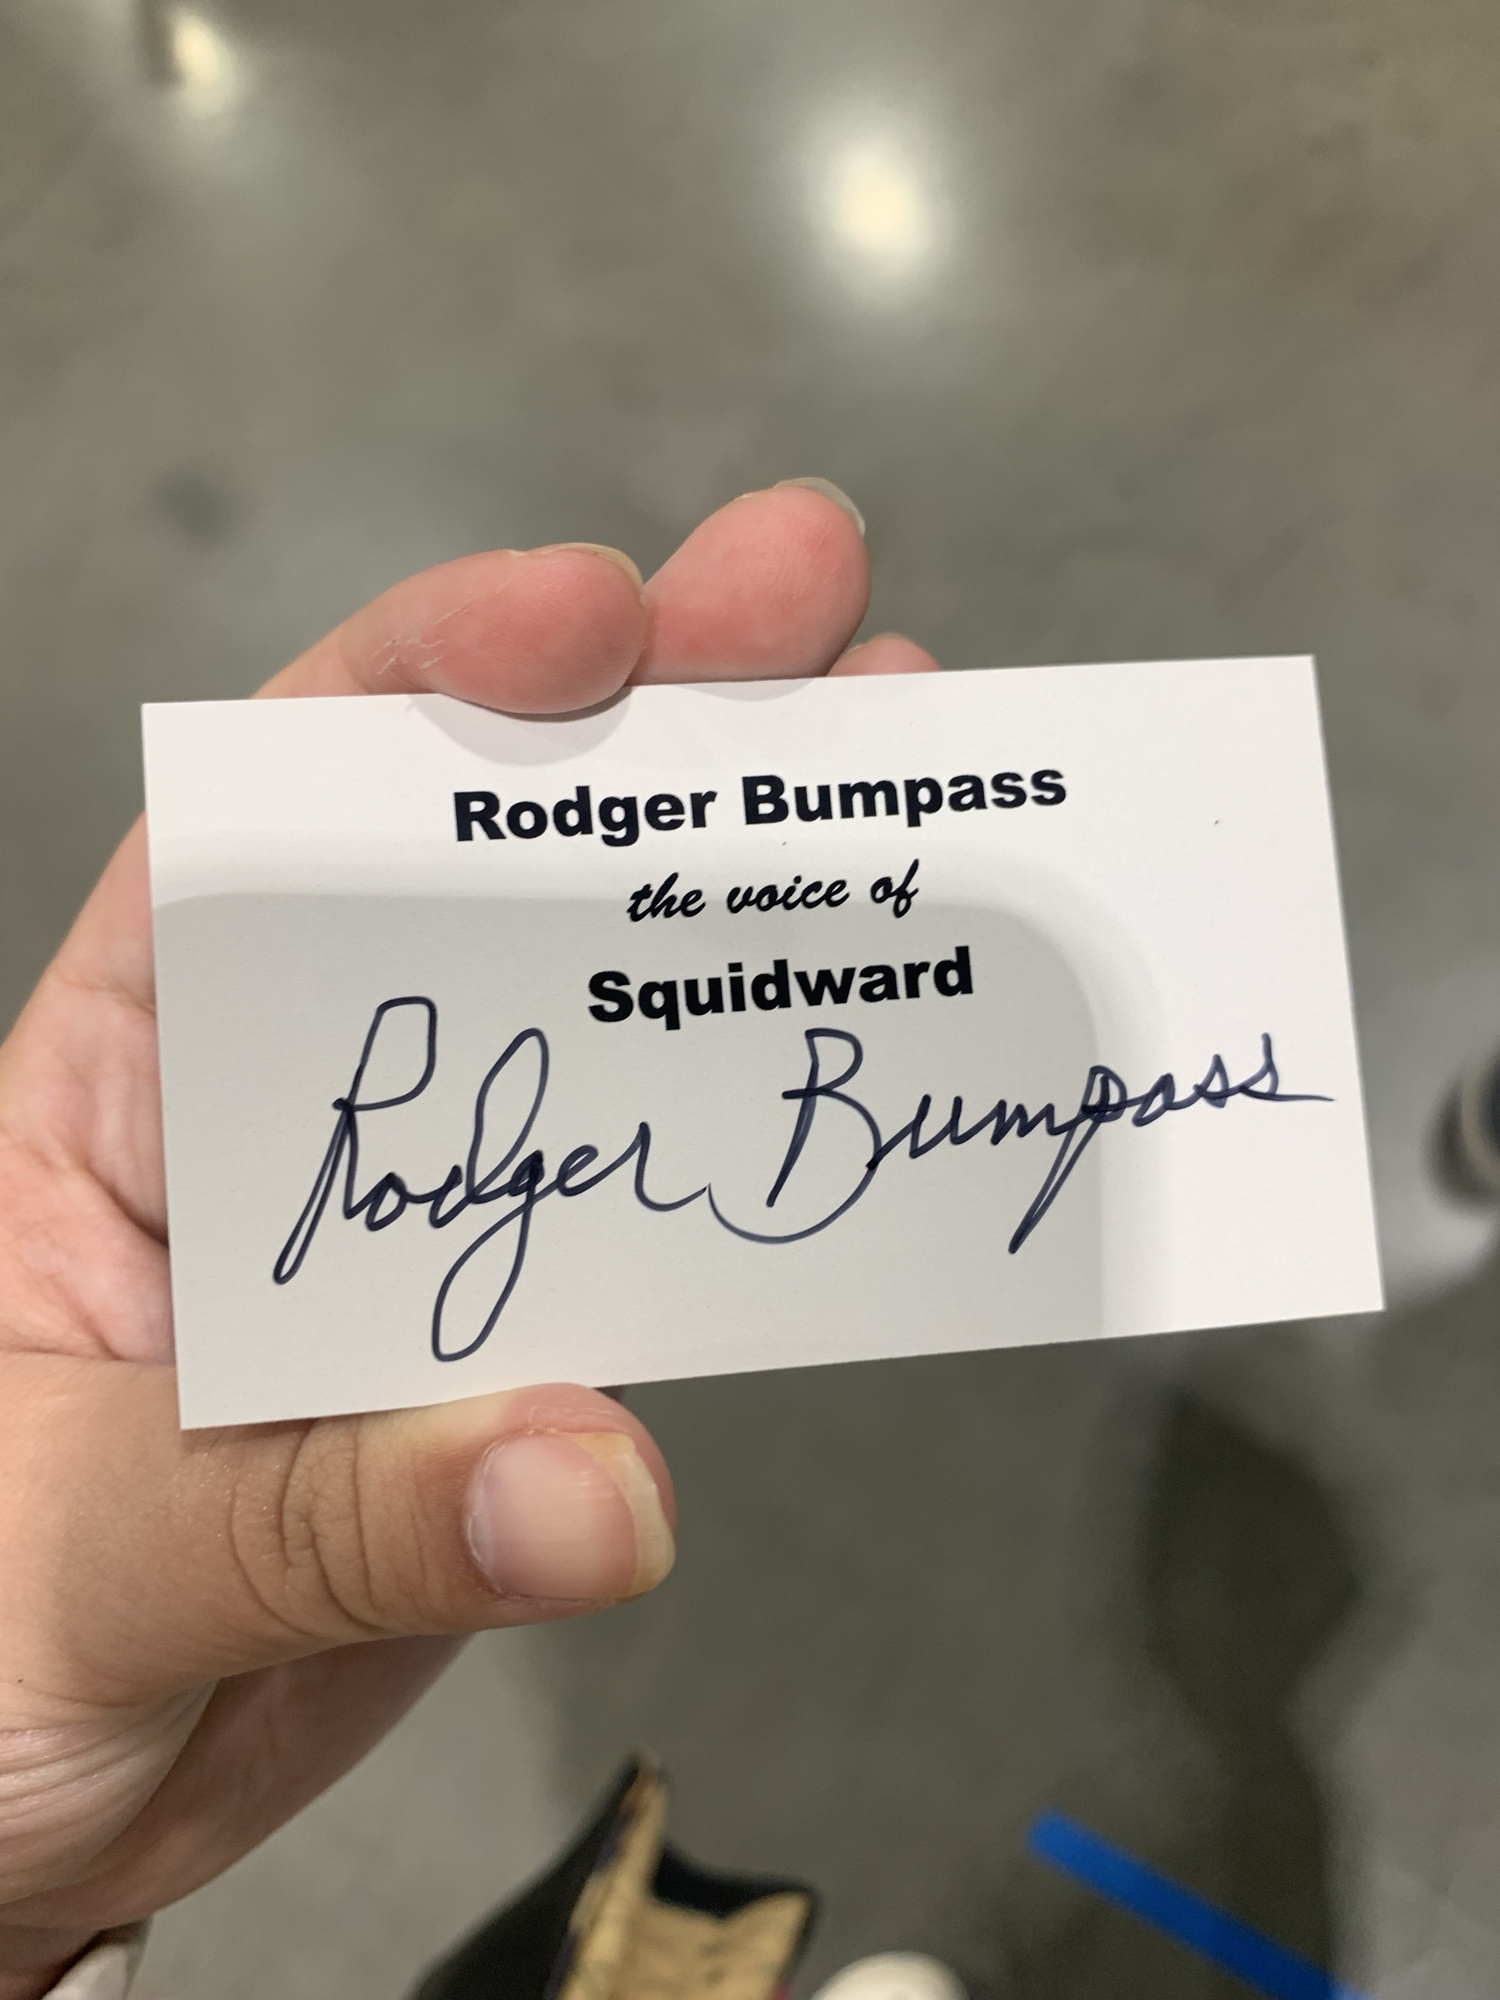 Rodger Bumpass
the voice of
Squidward
Rodger Bumpass